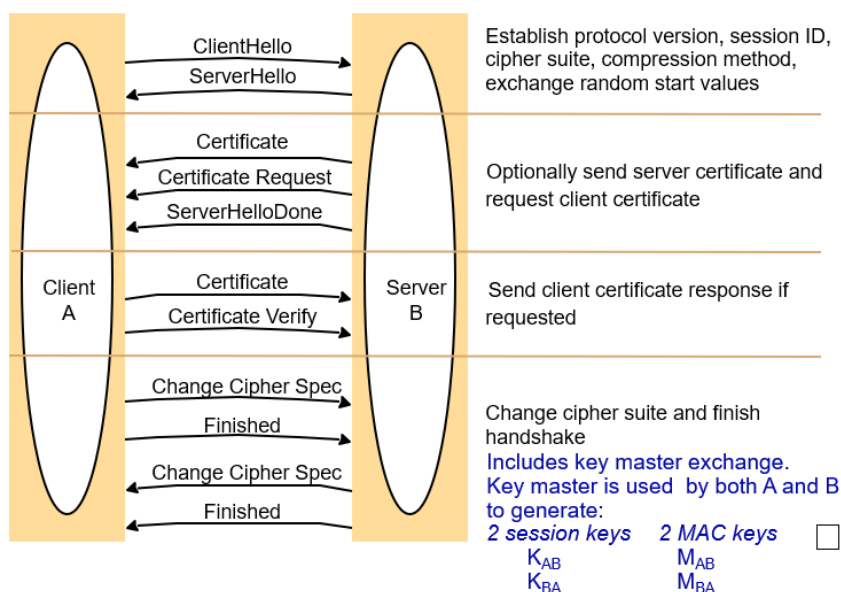 ClientHello
ServerHello
Establish protocol version, session ID,
cipher suite, compression method,
exchange random start values
Certificate
Certificate Request
ServerHelloDone
Optionally send server certificate and
request client certificate
Client
A
Certificate
Certificate Verify
Server
B
Send client certificate response if
requested
Change Cipher Spec
Finished
Change Cipher Spec
Finished
Change cipher suite and finish
handshake
Includes key master exchange.
Key master is used by both A and B
to generate:
2 session keys 2 MAC keys
KAB MAB
KBA MBA